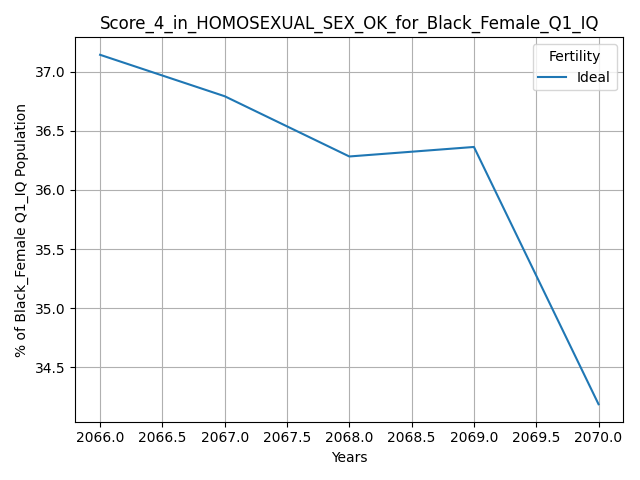 Score_4_in_HOMOSEXUAL_SEX_OK_for_Black_Female_Q1_IQ
Fertility
Ideal
% of Black_Female Q1_IQ Population
37.0
36.5
36.0
35.5
35.0
34.5
2066.0 2066.5 2067.0 2067.5 2068.0 2068.5 2069.0 2069.5 2070.0
Years